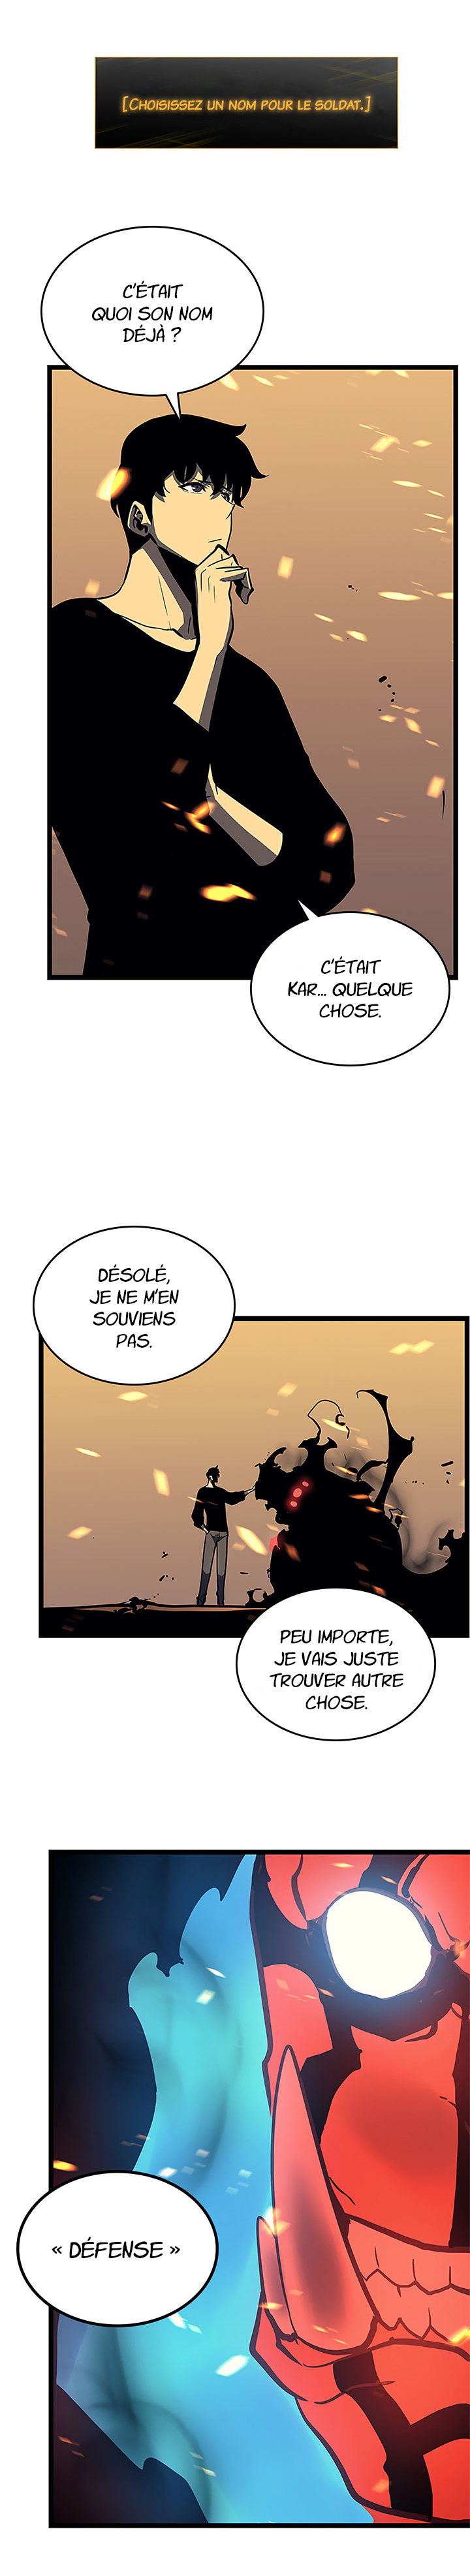 [CHOISISSEZ UN NOM POUR LE SOLDAT.]
C'ÉTAIT
QUOI SON NOM
DÉJÀ ?
C'ÉTAIT
KAR... QUELQUE
CHOSE.
DÉSOLÉ,
JE NE M'EN
SOUVIENS
PAS.
PEU IMPORTE,
JE VAIS JUSTE
TROUVER AUTRE
CHOSE.
« DÉFENSE »